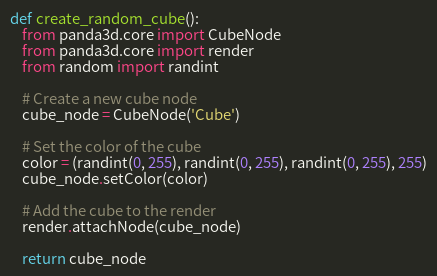 def create_random_cube():
    from panda3d.core import CubeNode
    from panda3d.core import render
    from random import randint

    # Create a new cube node
    cube_node = CubeNode('Cube')

    # Set the color of the cube
    color = (randint(0, 255), randint(0, 255), randint(0, 255), 255)
    cube_node.setColor(color)

    # Add the cube to the render
    render.attachNode(cube_node)

    return cube_node